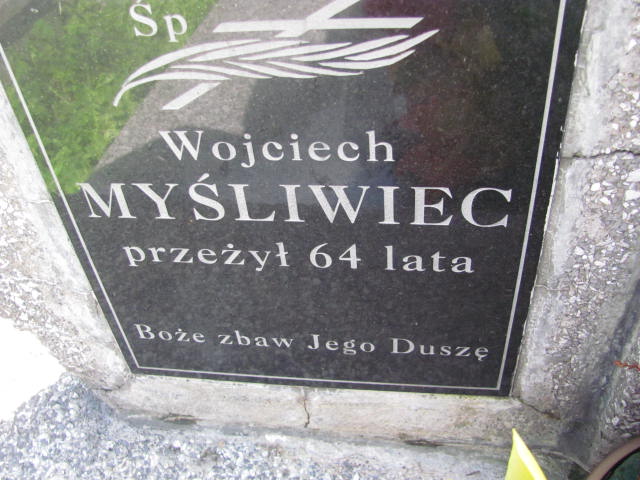 Śp
Wojciech
MYŚLIWIEC
przeżył 64 lata
Boże zbaw Jego Duszę